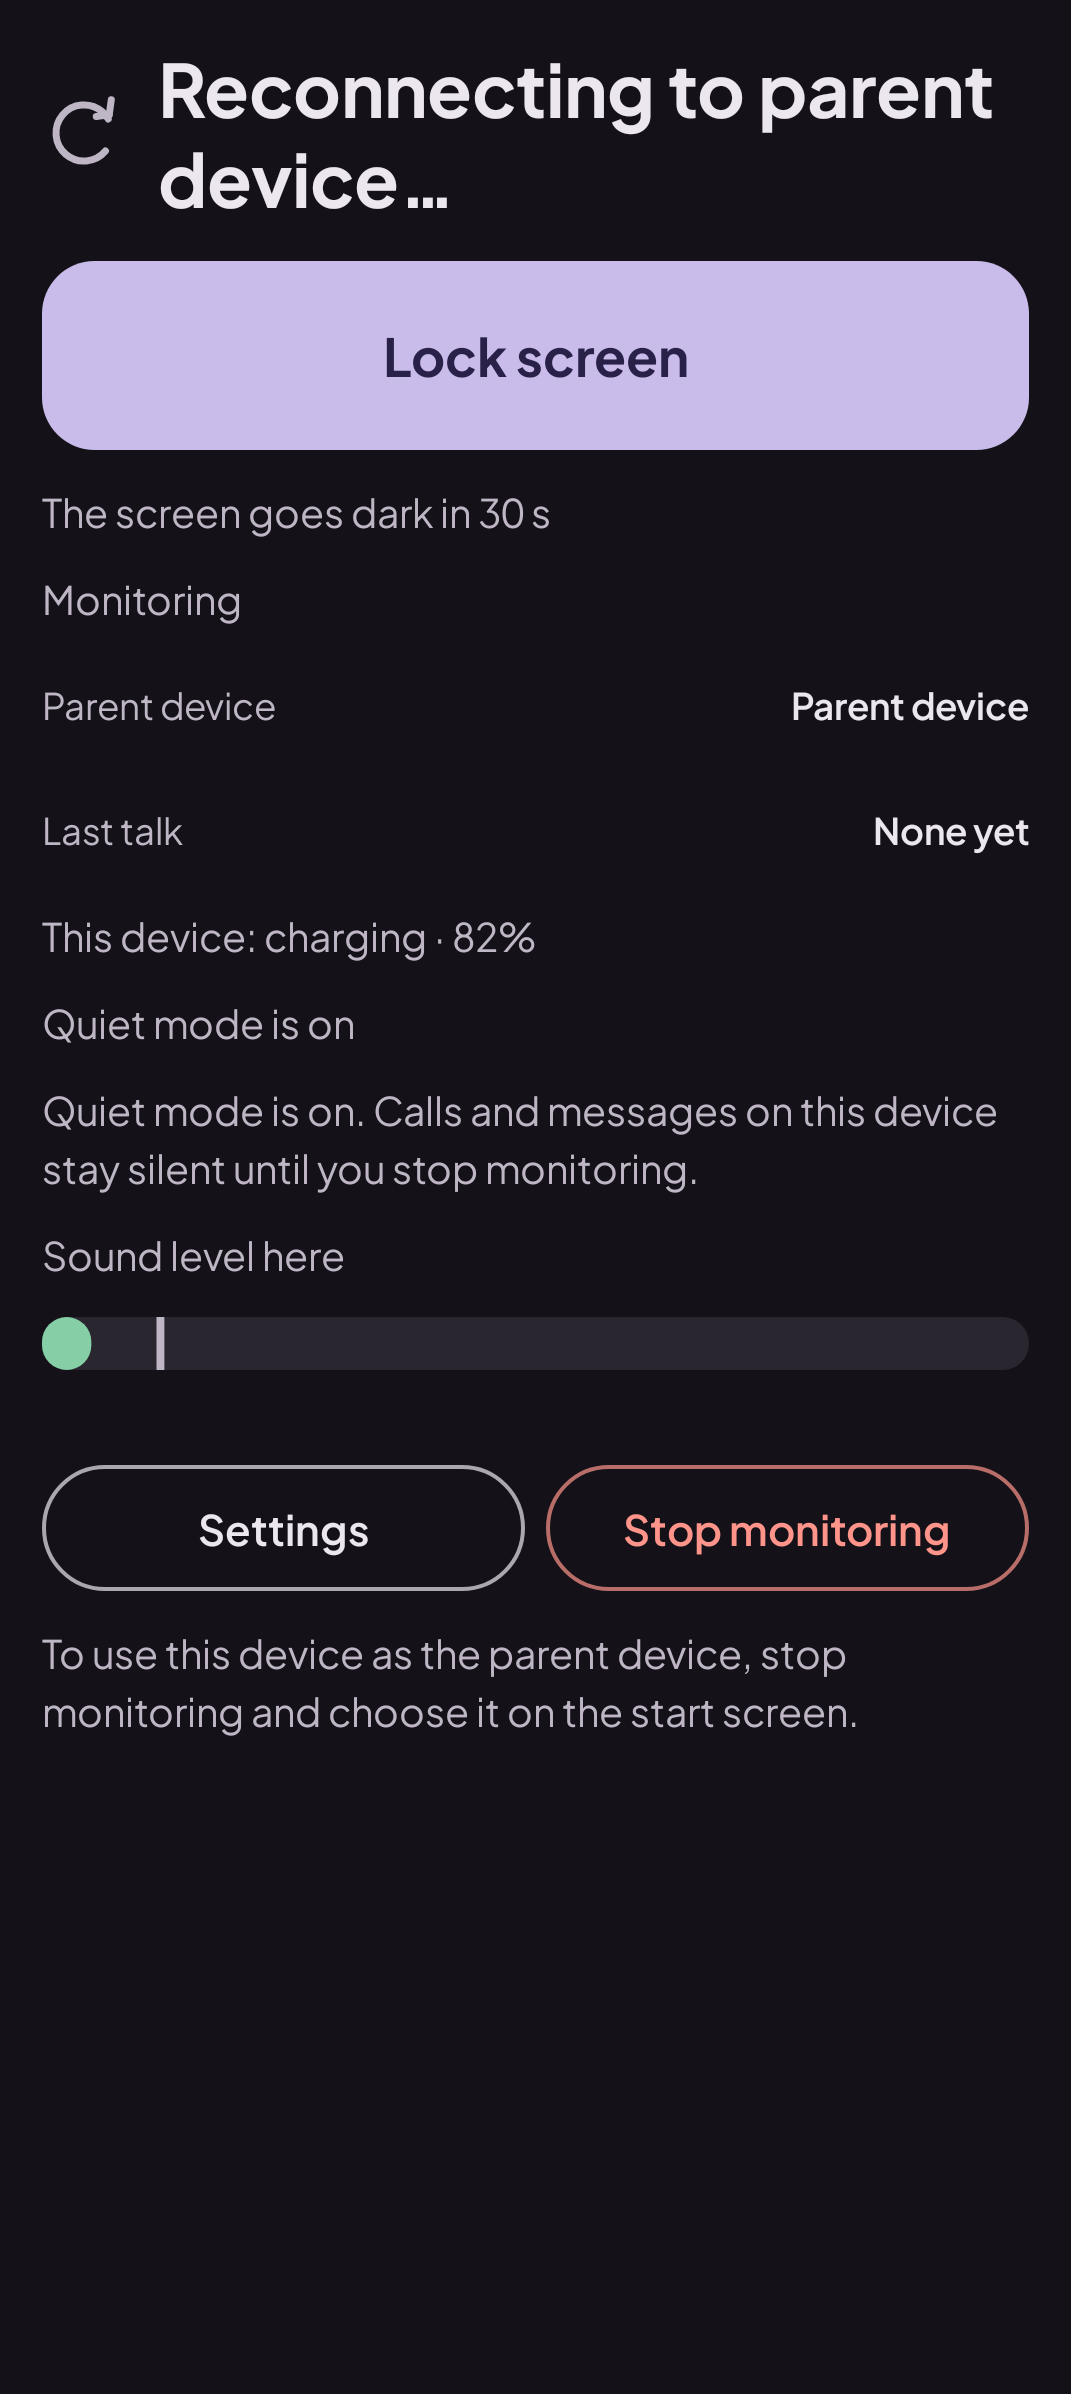 Reconnecting to parent
device…
Lock screen
The screen goes dark in 30 s
Monitoring
Parent device Parent device
Last talk None yet
This device: charging · 82%
Quiet mode is on
Quiet mode is on. Calls and messages on this device
stay silent until you stop monitoring.
Sound level here
Settings Stop monitoring
To use this device as the parent device, stop
monitoring and choose it on the start screen.